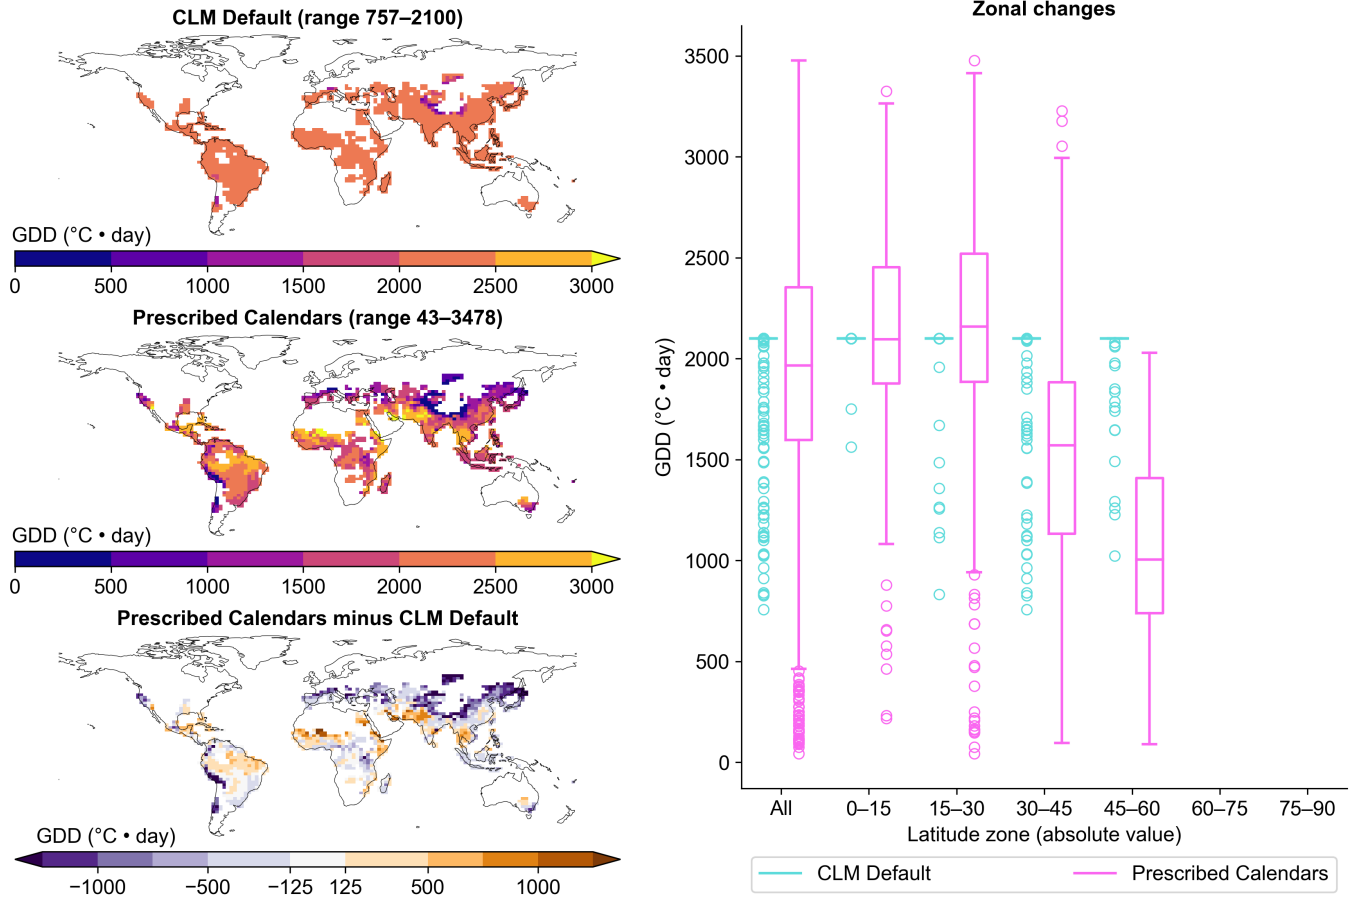 CLM Default (range 757–2100)
GDD (°C • day)
0 500 1000 1500 2000 2500 3000
Prescribed Calendars (range 43–3478)
GDD (°C • day)
0 500 1000 1500 2000 2500 3000
Prescribed Calendars minus CLM Default
GDD (°C • day)
−1000 −500 −125 125 500 1000
Zonal changes
3500
3000
2500
2000
1500
1000
500
0
GDD (°C • day)
All 0–15 15–30 30–45 45–60 60–75 75–90
Latitude zone (absolute value)
CLM Default Prescribed Calendars